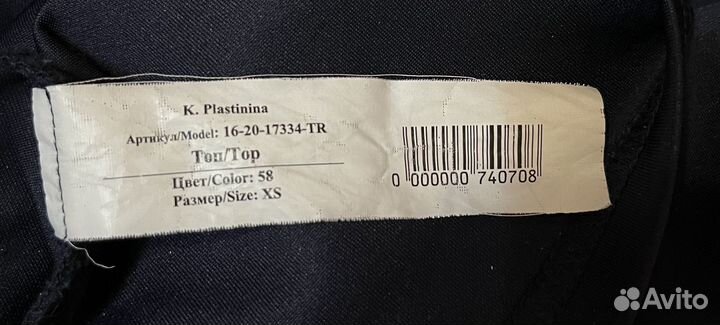 K. Plastinina
Артикул/Model: 16-20-17334-TR
Топ/Top
Цвет/Color: 58
Размер/Size: XS
0 000000 740708
Avito